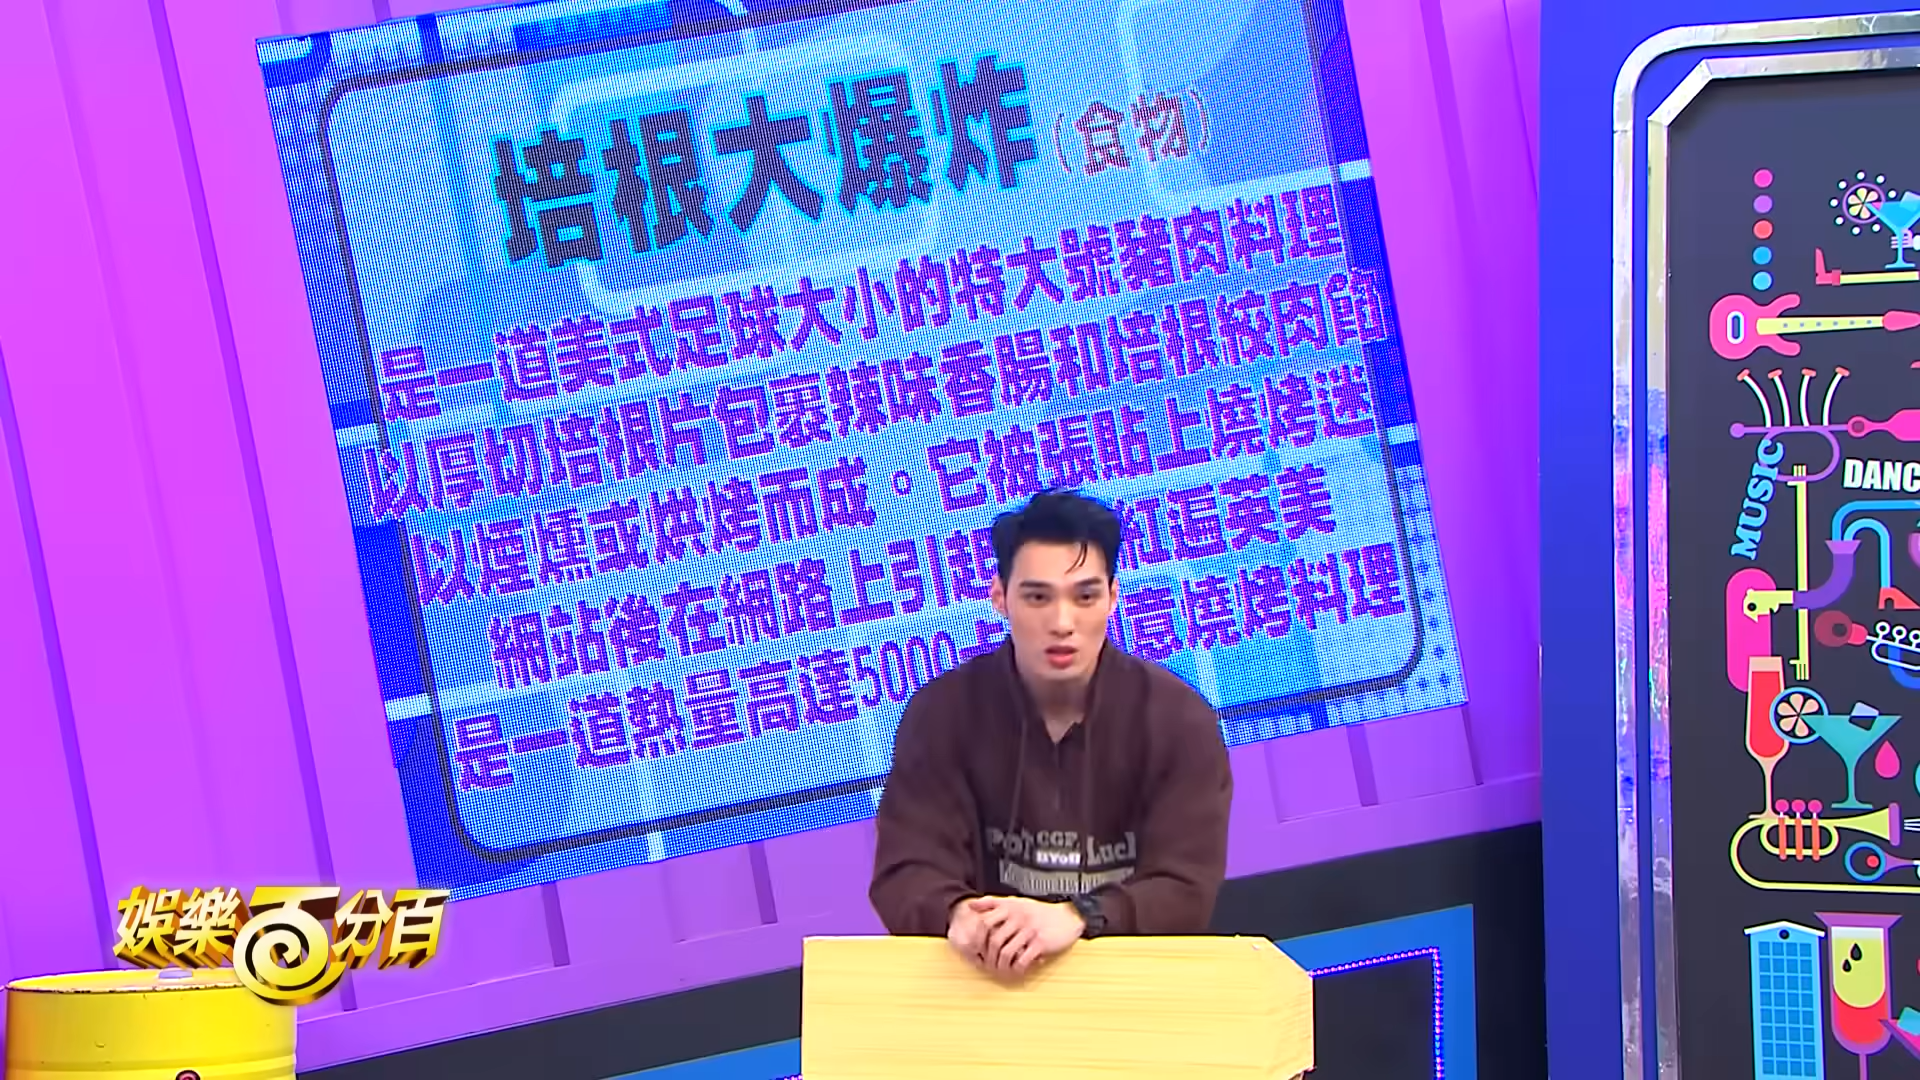 培根大爆炸(食物)
是一道美式足球大小的特大號豬肉料理
以厚切培根片包裹辣味香腸和培根絞肉餡
以煙燻或烘烤而成。它被張貼上燒烤迷
網站後在網路上引起 紅遍英美
是一道熱量高達5000 意燒烤料理
MUSIC
DANC
Luck
娛樂百分百